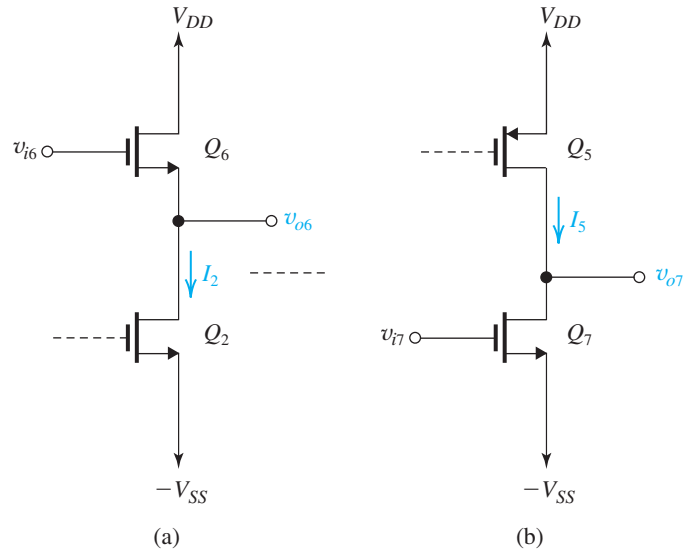 V_DD
v_i6
Q_6
v_o6
I_2
Q_2
−V_SS
(a)
V_DD
Q_5
I_5
v_o7
v_i7
Q_7
−V_SS
(b)